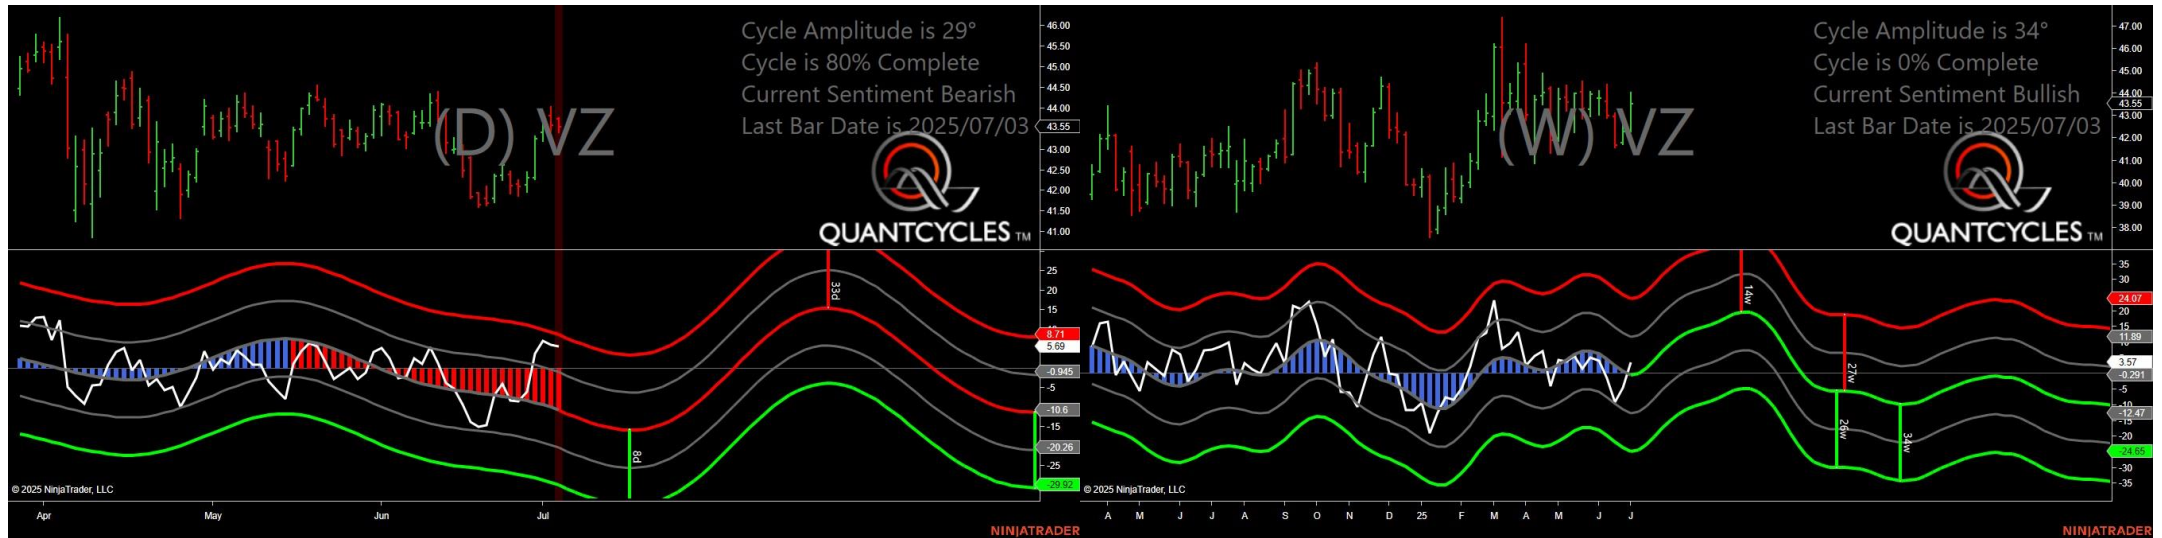 Cycle Amplitude is 29°
Cycle is 80% Complete
Current Sentiment Bearish
Last Bar Date is 2025/07/03
(D) VZ
QUANTCYCLES TM
46.00
45.50
45.00
44.50
44.00
43.55
43.00
42.50
42.00
41.50
41.00
33d
8d
25
20
15
8.71
5.69
-0.945
-5
-10.6
-15
-20.26
-25
-29.92
© 2025 NinjaTrader, LLC
Apr May Jun Jul
NINJATRADER
Cycle Amplitude is 34°
Cycle is 0% Complete
Current Sentiment Bullish
Last Bar Date is 2025/07/03
(W) VZ
QUANTCYCLES TM
47.00
46.00
45.00
44.00
43.55
43.00
42.00
41.00
40.00
39.00
38.00
14w
27w
26w
34w
35
30
24.07
20
15
11.89
3.57
-0.291
-5
-12.47
-15
-20
-24.65
-30
-35
© 2025 NinjaTrader, LLC
A M J J A S O N D 25 F M A M J J
NINJATRADER